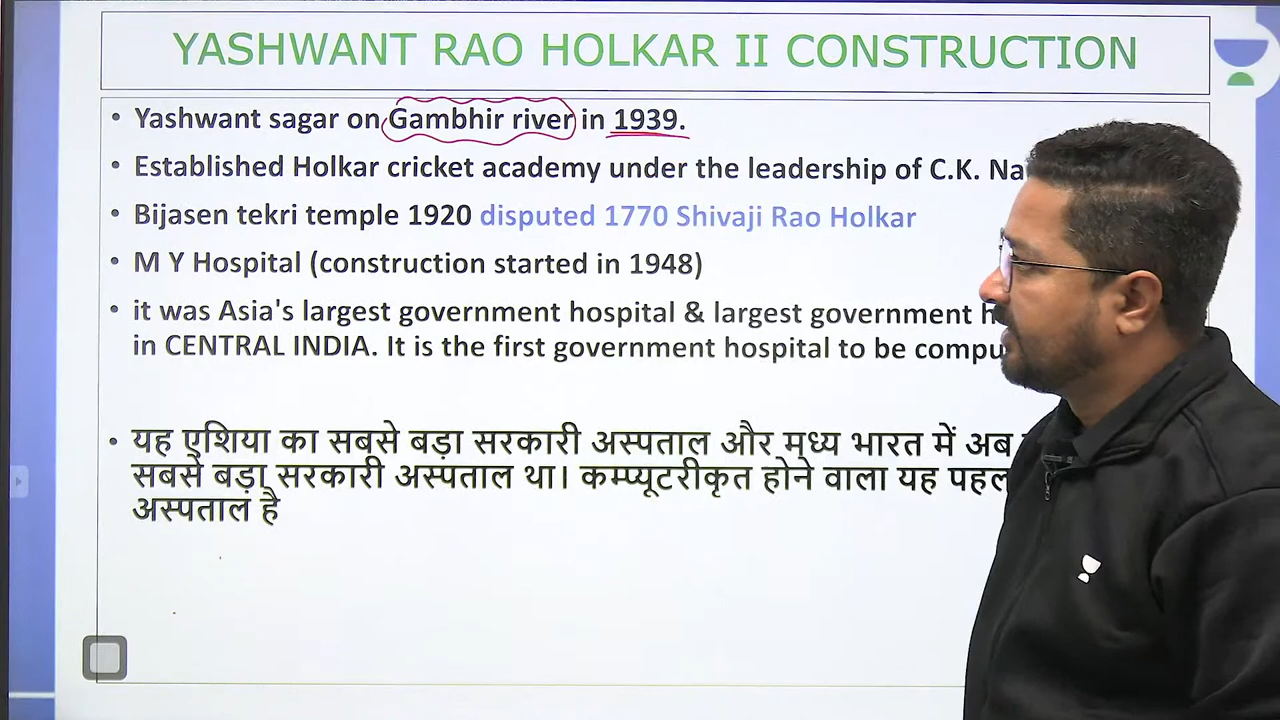 YASHWANT RAO HOLKAR II CONSTRUCTION
• Yashwant sagar on Gambhir river in 1939.
• Established Holkar cricket academy under the leadership of C.K.
• Bijasen tekri temple 1920 disputed 1770 Shivaji Rao Holkar
• M Y Hospital (construction started in 1948)
• it was Asia's largest government hospital & largest government
in CENTRAL INDIA. It is the first government hospital to be
• यह एशिया का सबसे बड़ा सरकारी अस्पताल और मध्य भारत में अब
सबसे बड़ा सरकारी अस्पताल था। कम्प्यूटरीकृत होने वाला यह
अस्पताल है